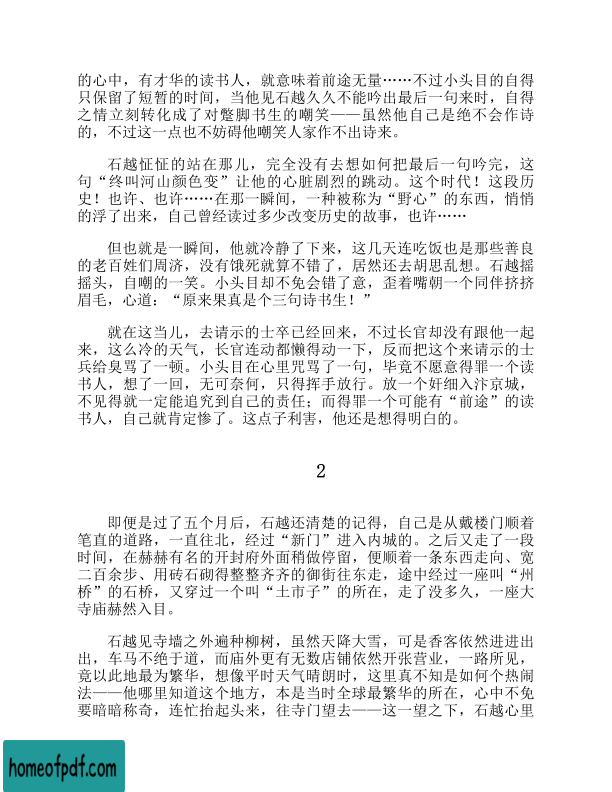 的心中，有才华的读书人，就意味着前途无量……不过小头目的自得
只保留了短暂的时间，当他见石越久久不能吟出最后一句来时，自得
之情立刻转化成了对蹩脚书生的嘲笑——虽然他自己是绝不会作诗
的，不过这一点也不妨碍他嘲笑人家作不出诗来。
石越怔怔的站在那儿，完全没有去想如何把最后一句吟完，这
句“终叫河山颜色变”让他的心脏剧烈的跳动。这个时代！这段历
史！也许、也许……在那一瞬间，一种被称为“野心”的东西，悄悄
的浮了出来，自己曾经读过多少改变历史的故事，也许……
但也就是一瞬间，他就冷静了下来，这几天连吃饭也是那些善良
的老百姓们周济，没有饿死就算不错了，居然还去胡思乱想。石越摇
摇头，自嘲的一笑。小头目却不免会错了意，歪着嘴朝一个同伴挤挤
眉毛，心道：“原来果真是个三句诗书生！”
就在这当儿，去请示的士卒已经回来，不过长官却没有跟他一起
来，这么冷的天气，长官连动都懒得动一下，反而把这个来请示的士
兵给臭骂了一顿。小头目在心里咒骂了一句，毕竟不愿意得罪一个读
书人，想了一回，无可奈何，只得挥手放行。放一个奸细入汴京城，
不见得就一定能追究到自己的责任；而得罪一个可能有“前途”的读
书人，自己就肯定惨了。这点子利害，他还是想得明白的。
2
即便是过了五个月后，石越还清楚的记得，自己是从戴楼门顺着
笔直的道路，一直往北，经过“新门”进入内城的。之后又走了一段
时间，在赫赫有名的开封府外面稍做停留，便顺着一条东西走向、宽
二百余步、用砖石砌得整整齐齐的御街往东走，途中经过一座叫“州
桥”的石桥，又穿过一个叫“土市子”的所在，走了没多久，一座大
寺庙赫然入目。
石越见寺墙之外遍种柳树，虽然天降大雪，可是香客依然进进出
出，车马不绝于道，而庙外更有无数店铺依然开张营业，一路所见，
竟以此地最为繁华，想像平时天气晴朗时，这里真不知是如何个热闹
法——他哪里知道这个地方，本是当时全球最繁华的所在，心中不免
要暗暗称奇，连忙抬起头来，往寺门望去——这一望之下，石越心里
homeofpdf.com